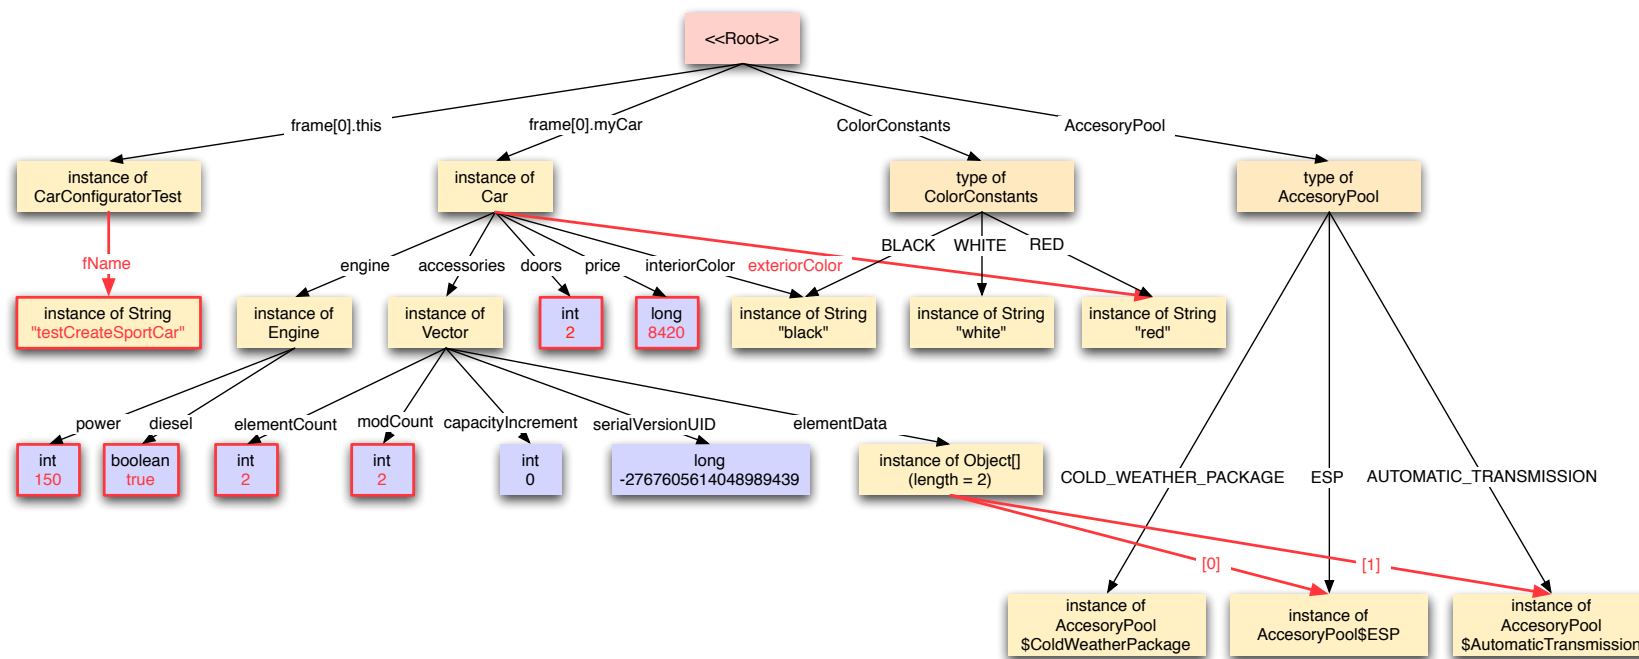 <<Root>>
frame[0].this
frame[0].myCar
ColorConstants
AccesoryPool
instance of
CarConfiguratorTest
instance of
Car
type of
ColorConstants
type of
AccesoryPool
fName
engine
accessories
doors
price
interiorColor
exteriorColor
BLACK
WHITE
RED
instance of String
"testCreateSportCar"
instance of
Engine
instance of
Vector
int
2
long
8420
instance of String
"black"
instance of String
"white"
instance of String
"red"
power
diesel
elementCount
modCount
capacityIncrement
serialVersionUID
elementData
int
150
boolean
true
int
2
int
2
int
0
long
-2767605614048989439
instance of Object[]
(length = 2)
COLD_WEATHER_PACKAGE
ESP
AUTOMATIC_TRANSMISSION
[0]
[1]
instance of
AccesoryPool
$ColdWeatherPackage
instance of
AccesoryPool$ESP
instance of
AccesoryPool
$AutomaticTransmission